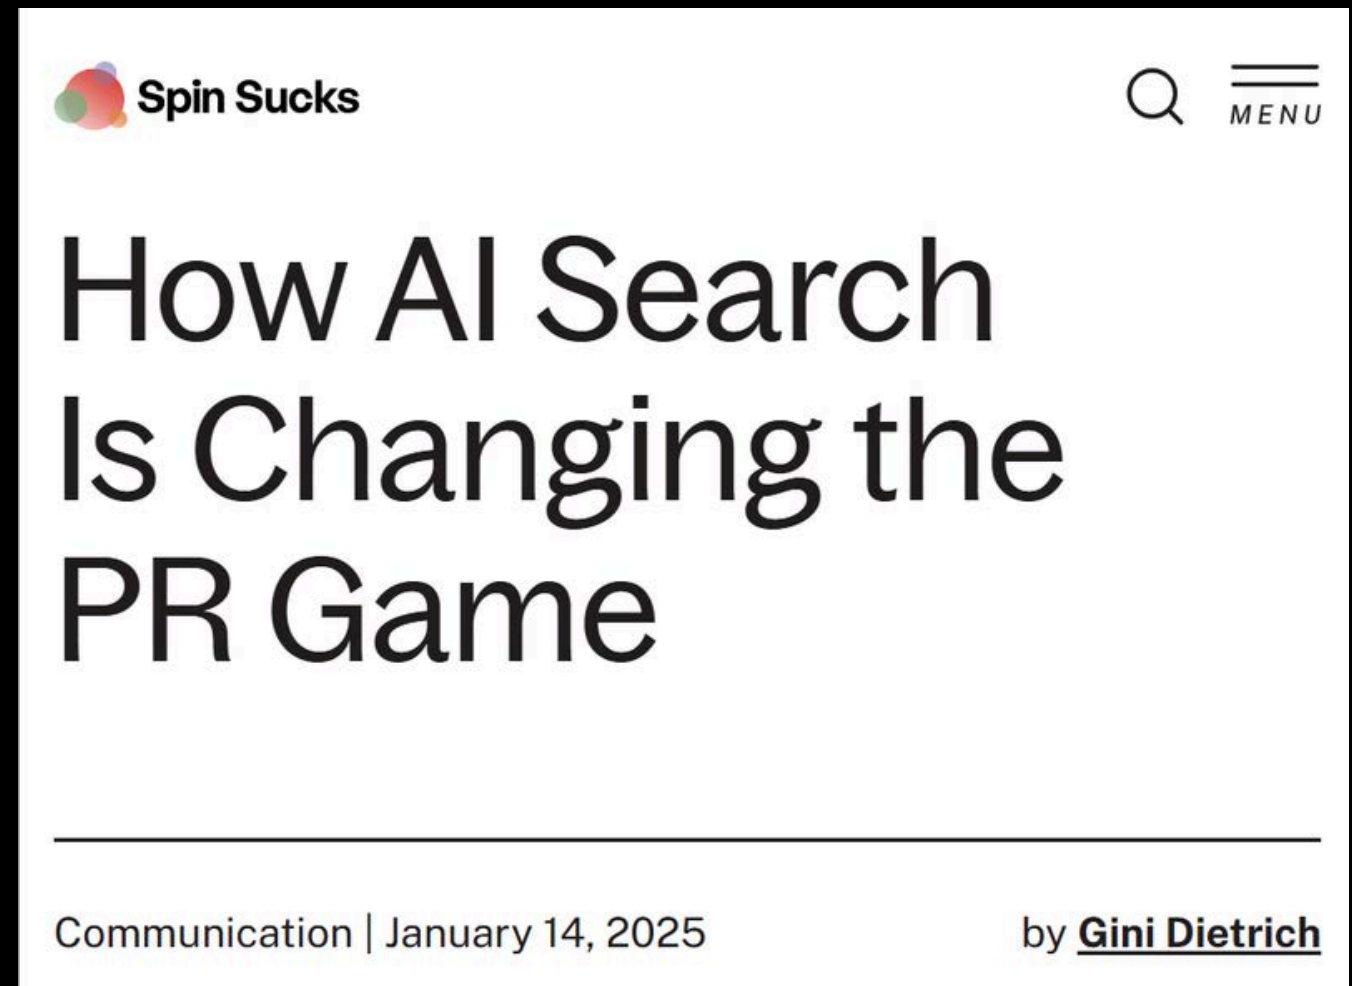 Spin Sucks
MENU
How AI Search
Is Changing the
PR Game
Communication | January 14, 2025
by Gini Dietrich